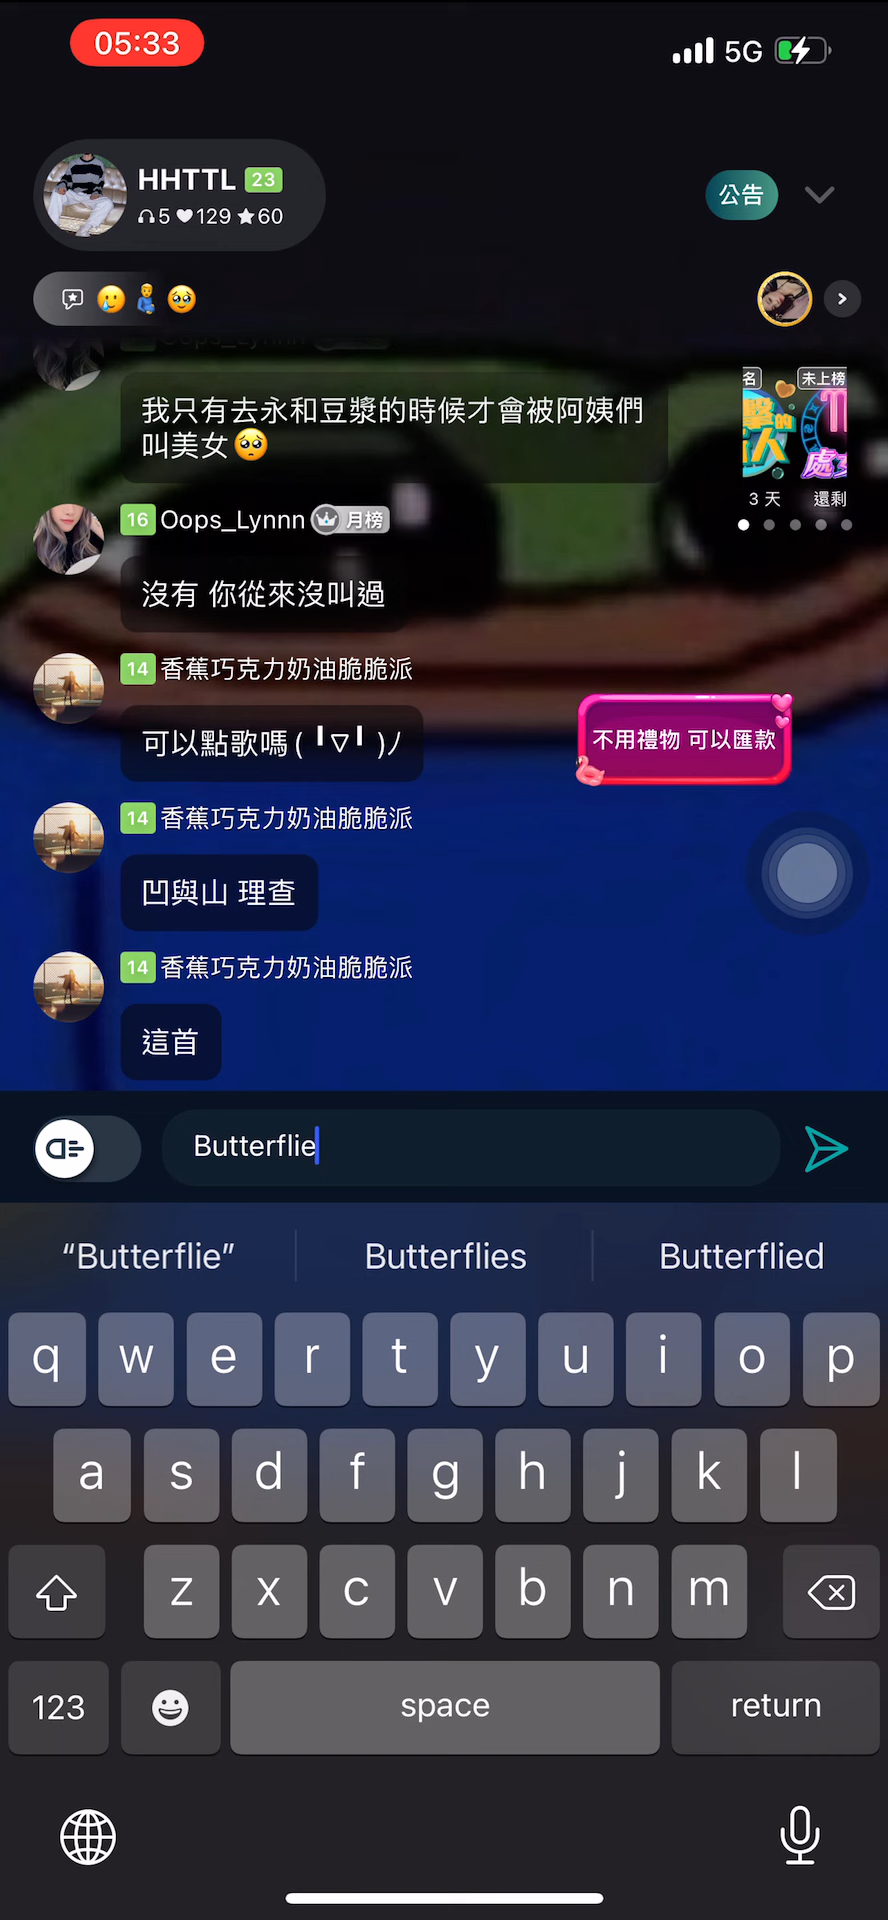 05:33
5G
HHTTL 23
5 129 60
公告
Oops_Lynnn
我只有去永和豆漿的時候才會被阿姨們
叫美女🥺
名 未上榜
3 天 還剩
16 Oops_Lynnn 月榜
沒有 你從來沒叫過
14 香蕉巧克力奶油脆脆派
可以點歌嗎 ( ╹▽╹ )ﾉ
不用禮物 可以匯款
14 香蕉巧克力奶油脆脆派
凹與山 理查
14 香蕉巧克力奶油脆脆派
這首
Butterflie
“Butterflie” Butterflies Butterflied
q w e r t y u i o p
a s d f g h j k l
z x c v b n m
123 space return